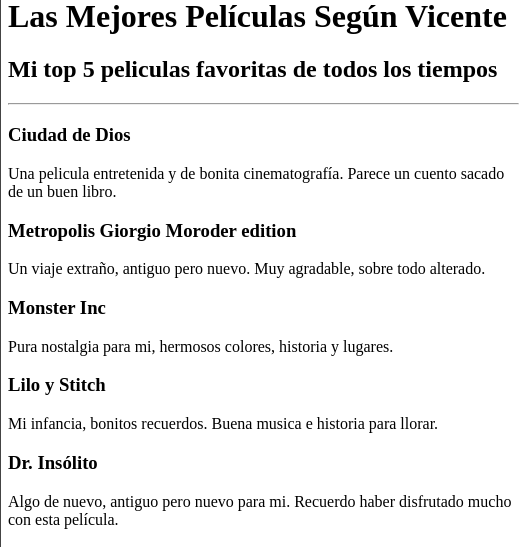 Las Mejores Películas Según Vicente
Mi top 5 peliculas favoritas de todos los tiempos
Ciudad de Dios
Una pelicula entretenida y de bonita cinematografía. Parece un cuento sacado
de un buen libro.
Metropolis Giorgio Moroder edition
Un viaje extraño, antiguo pero nuevo. Muy agradable, sobre todo alterado.
Monster Inc
Pura nostalgia para mi, hermosos colores, historia y lugares.
Lilo y Stitch
Mi infancia, bonitos recuerdos. Buena musica e historia para llorar.
Dr. Insólito
Algo de nuevo, antiguo pero nuevo para mi. Recuerdo haber disfrutado mucho
con esta película.